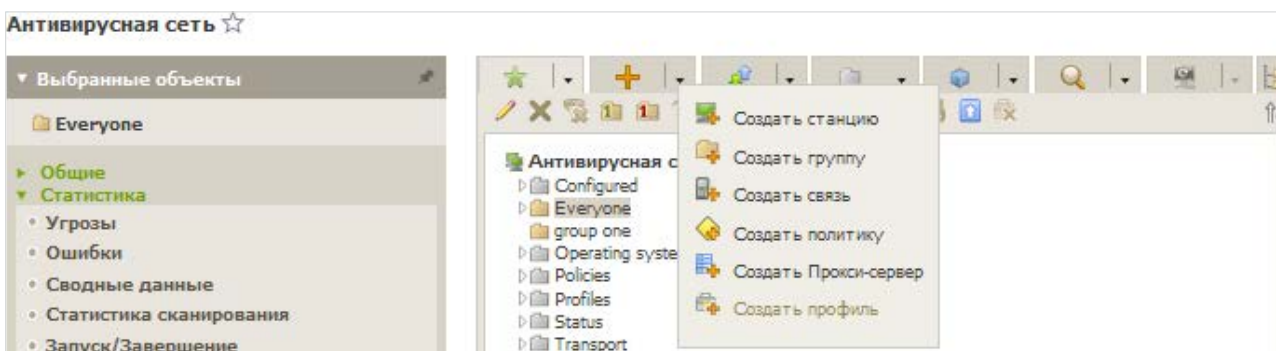 Антивирусная сеть
Выбранные объекты
Everyone
Общие
Статистика
Угрозы
Ошибки
Сводные данные
Статистика сканирования
Запуск/Завершение
Антивирусная с
Configured
Everyone
group one
Operating syste
Policies
Profiles
Status
Transport
Создать станцию
Создать группу
Создать связь
Создать политику
Создать Прокси-сервер
Создать профиль